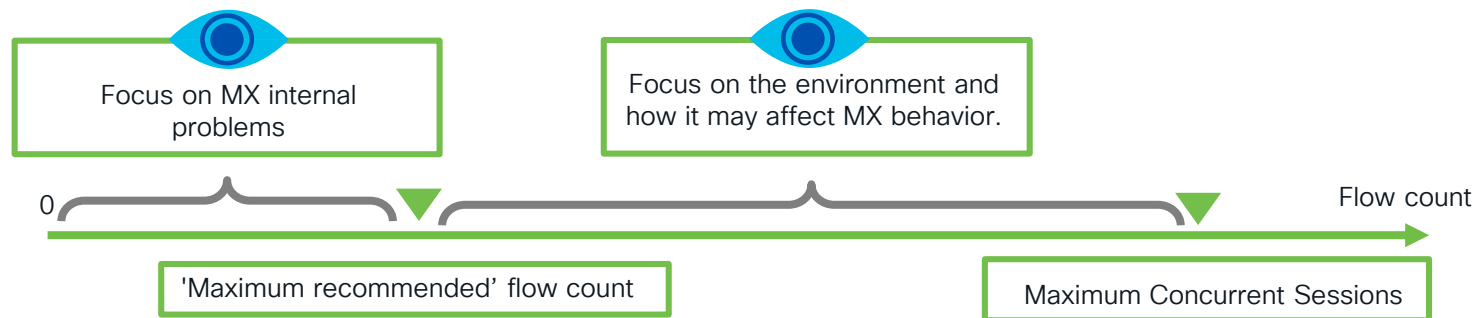 Focus on MX internal
problems
Focus on the environment and
how it may affect MX behavior.
0
Flow count
'Maximum recommended’ flow count
Maximum Concurrent Sessions